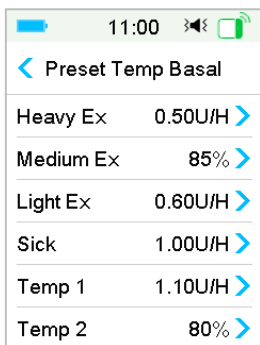 11:00
Preset Temp Basal
Heavy Ex 0.50U/H
Medium Ex 85%
Light Ex 0.60U/H
Sick 1.00U/H
Temp 1 1.10U/H
Temp 2 80%